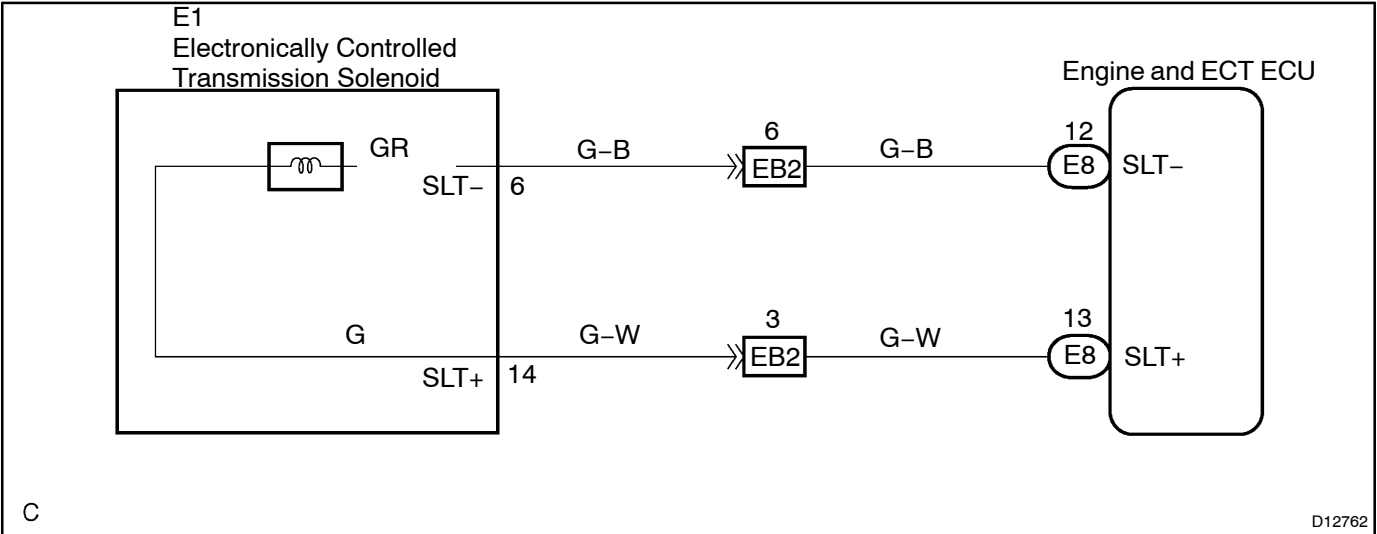 E1
Electronically Controlled
Transmission Solenoid
Engine and ECT ECU
GR
SLT−
6
G−B
6
EB2
G−B
12
E8
SLT−
G
SLT+
14
G−W
3
EB2
G−W
13
E8
SLT+
C
D12762